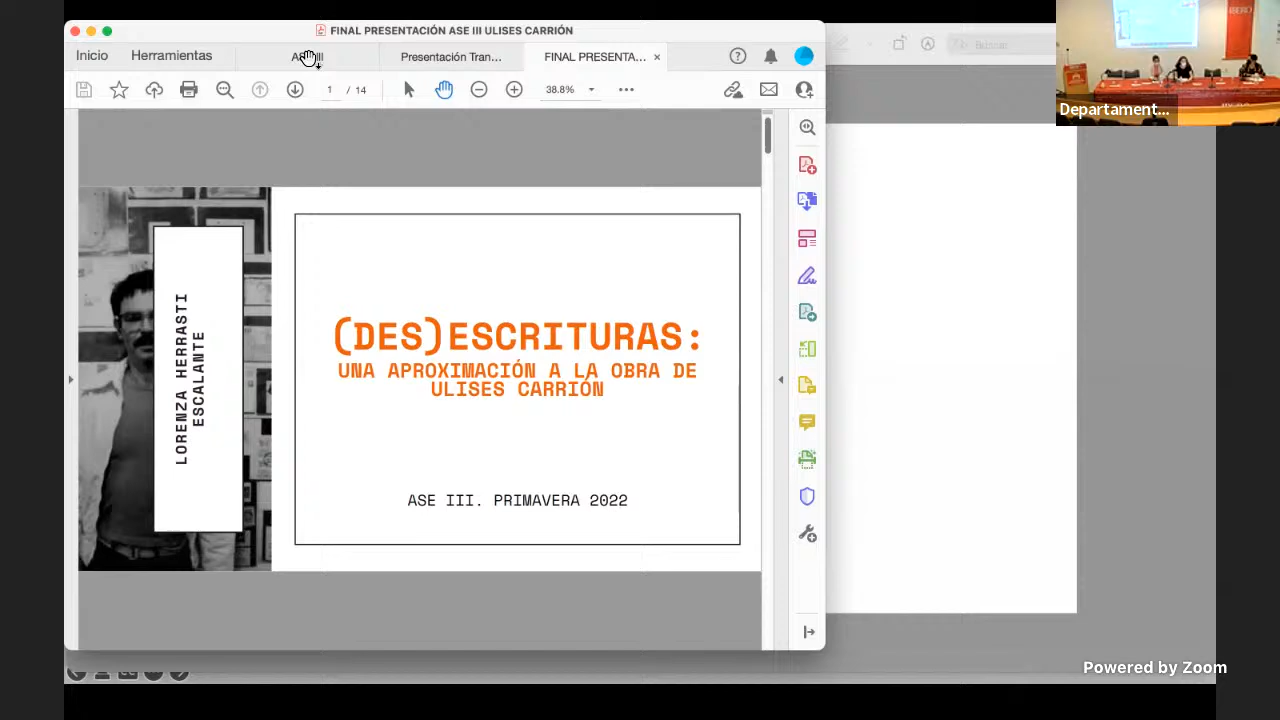 FINAL PRESENTACIÓN ASE III ULISES CARRIÓN
Inicio
Herramientas
Presentación Tran...
FINAL PRESENTA...
1 / 14
38.8%
Buscar
Departament...
LORENZA HERRASTI
ESCALANTE
(DES)ESCRITURAS:
UNA APROXIMACIÓN A LA OBRA DE
ULISES CARRIÓN
ASE III. PRIMAVERA 2022
Powered by Zoom